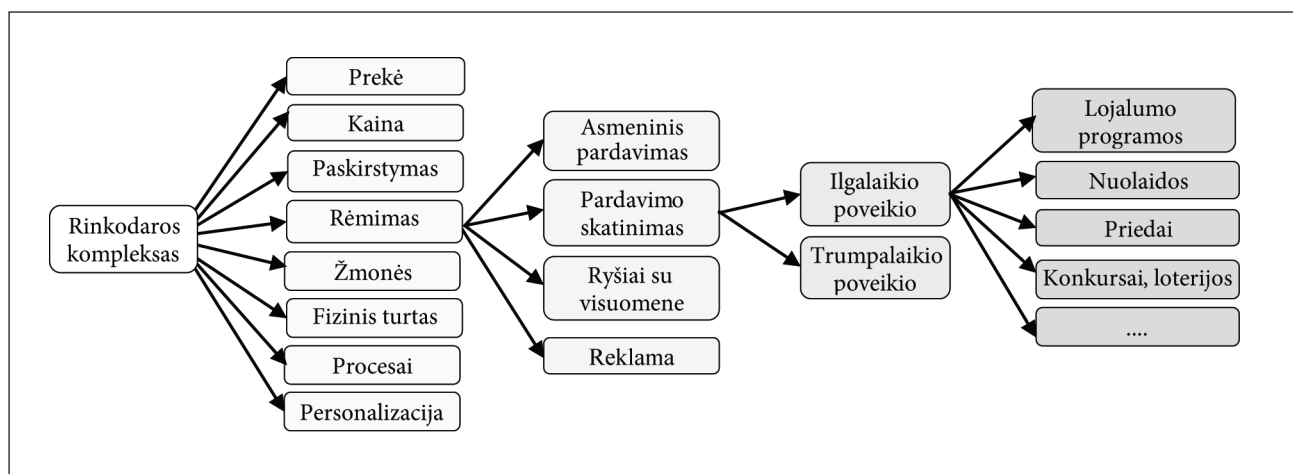 Rinkodaros
kompleksas
Prekė
Kaina
Paskirstymas
Rėmimas
Žmonės
Fizinis turtas
Procesai
Personalizacija
Asmeninis
pardavimas
Pardavimo
skatinimas
Ryšiai su
visuomene
Reklama
Ilgalaikio
poveikio
Trumpalaikio
poveikio
Lojalumo
programos
Nuolaidos
Priedai
Konkursai, loterijos
....